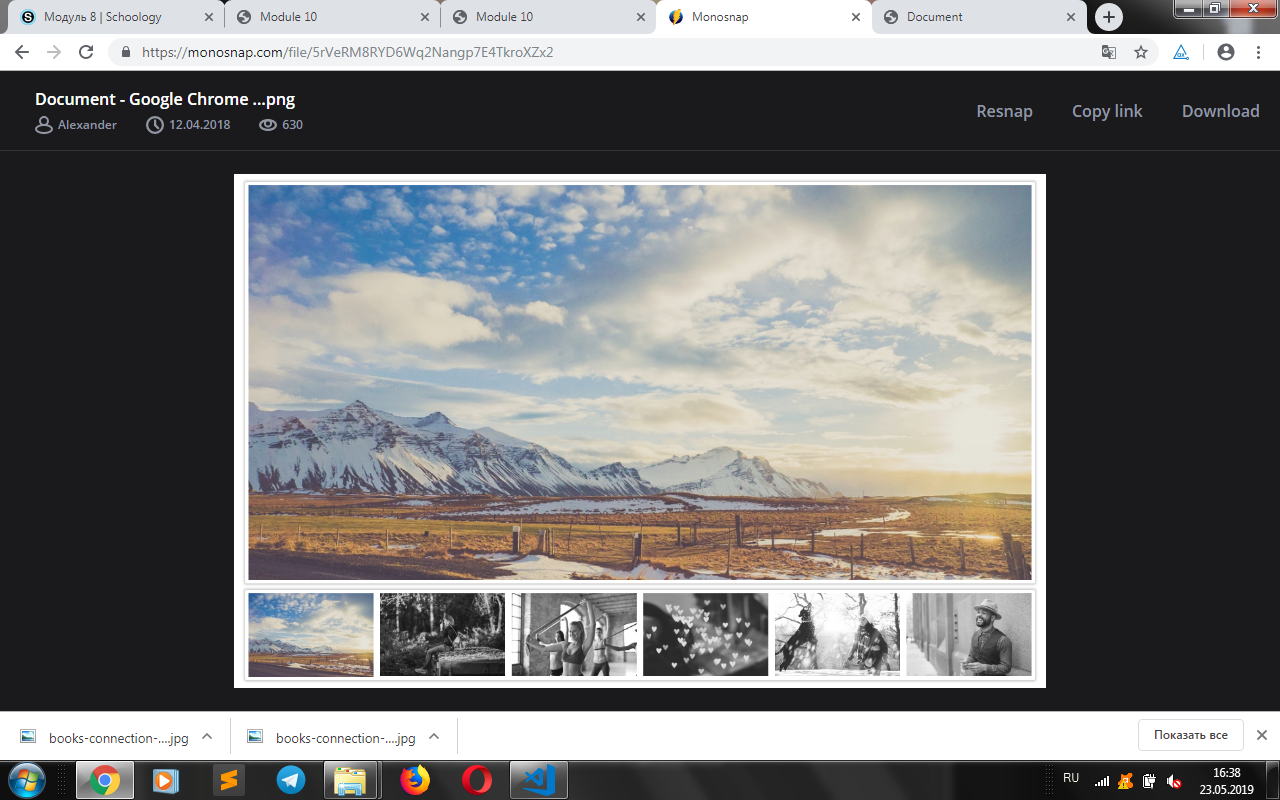 Модуль 8 | Schoology
Module 10
Module 10
Monosnap
Document
https://monosnap.com/file/5rVeRM8RYD6Wq2Nangp7E4TkroXZx2
Document - Google Chrome ...png
Alexander 12.04.2018 630
Resnap Copy link Download
books-connection-....jpg
books-connection-....jpg
Показать все
RU
16:38
23.05.2019